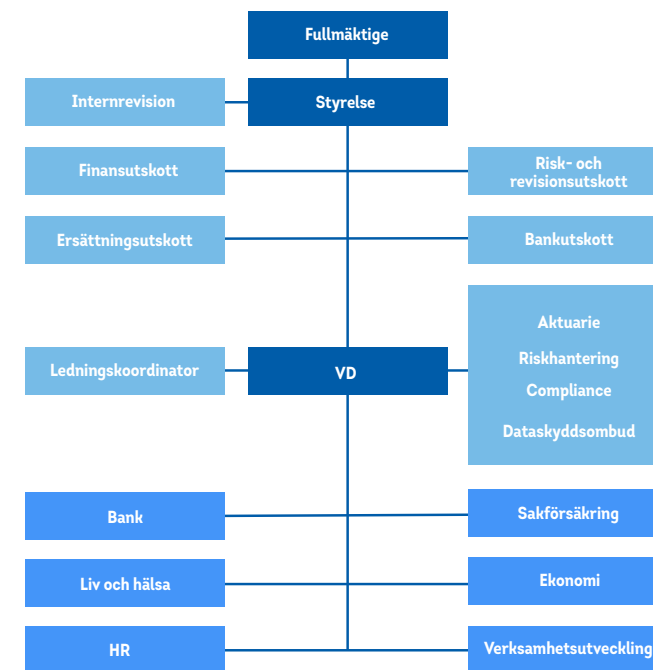 Fullmäktige
Internrevision
Styrelse
Finansutskott
Risk- och
revisionsutskott
Ersättningsutskott
Bankutskott
Ledningskoordinator
VD
Aktuarie
Riskhantering
Compliance
Dataskyddsombud
Bank
Sakförsäkring
Liv och hälsa
Ekonomi
HR
Verksamhetsutveckling